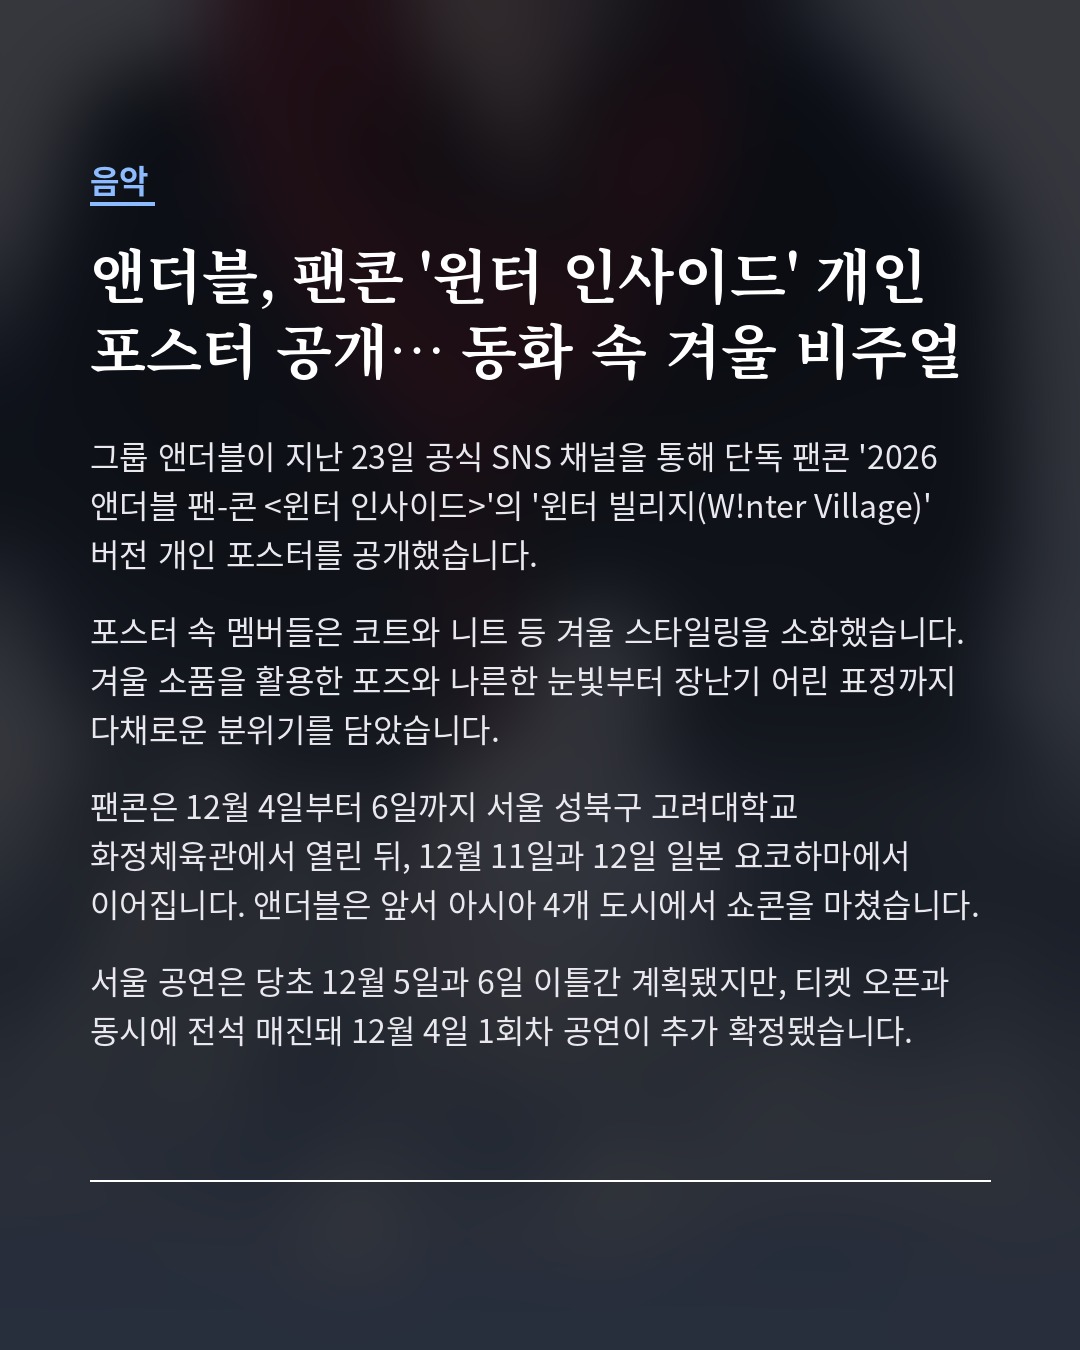 음악
앤더블, 팬콘 '윈터 인사이드' 개인
포스터 공개… 동화 속 겨울 비주얼
그룹 앤더블이 지난 23일 공식 SNS 채널을 통해 단독 팬콘 '2026
앤더블 팬-콘 <윈터 인사이드>'의 '윈터 빌리지(W!nter Village)'
버전 개인 포스터를 공개했습니다.
포스터 속 멤버들은 코트와 니트 등 겨울 스타일링을 소화했습니다.
겨울 소품을 활용한 포즈와 나른한 눈빛부터 장난기 어린 표정까지
다채로운 분위기를 담았습니다.
팬콘은 12월 4일부터 6일까지 서울 성북구 고려대학교
화정체육관에서 열린 뒤, 12월 11일과 12일 일본 요코하마에서
이어집니다. 앤더블은 앞서 아시아 4개 도시에서 쇼콘을 마쳤습니다.
서울 공연은 당초 12월 5일과 6일 이틀간 계획됐지만, 티켓 오픈과
동시에 전석 매진돼 12월 4일 1회차 공연이 추가 확정됐습니다.